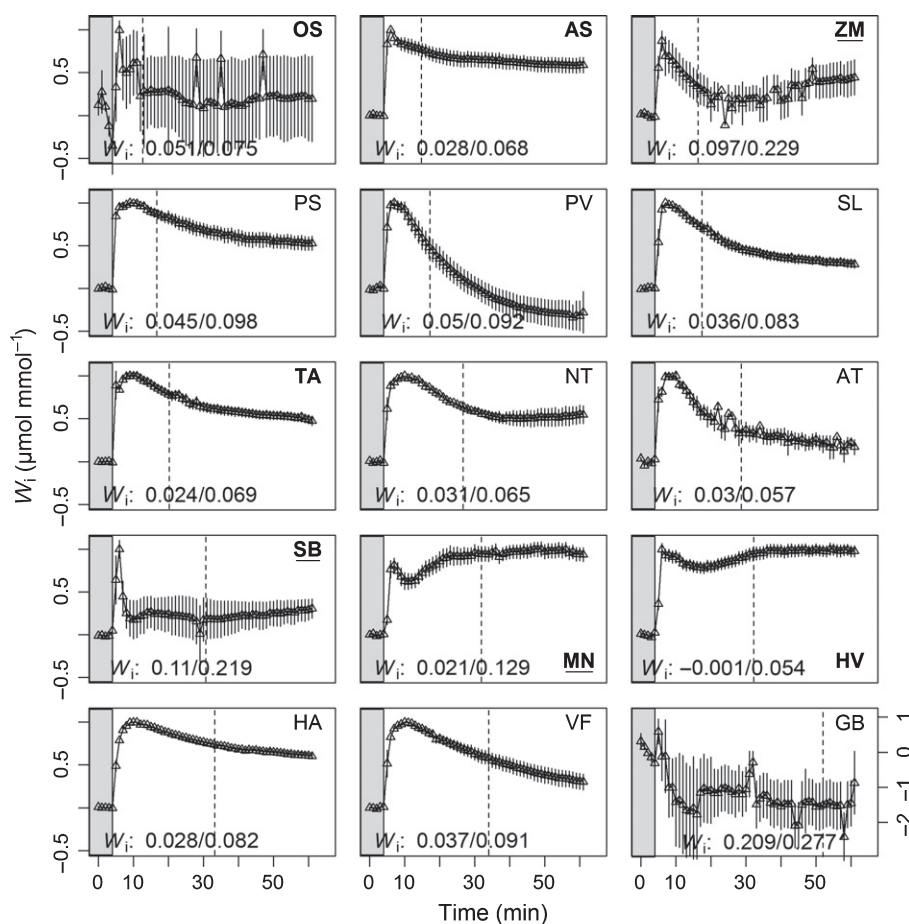 OS AS ZM
0.5
−0.5
Wi: 0.051/0.075 Wi: 0.028/0.068 Wi: 0.097/0.229
PS PV SL
0.5
−0.5
Wi: 0.045/0.098 Wi: 0.05/0.092 Wi: 0.036/0.083
TA NT AT
0.5
−0.5
Wi: 0.024/0.069 Wi: 0.031/0.065 Wi: 0.03/0.057
Wi (μmol mmol−1)
SB
0.5
−0.5
Wi: 0.11/0.219 Wi: 0.021/0.129 MN Wi: −0.001/0.054 HV
HA VF GB
0.5
−0.5
1
0
−1
−2
Wi: 0.028/0.082 Wi: 0.037/0.091 Wi: 0.209/0.277
0 10 30 50 0 10 30 50 0 10 30 50
Time (min)